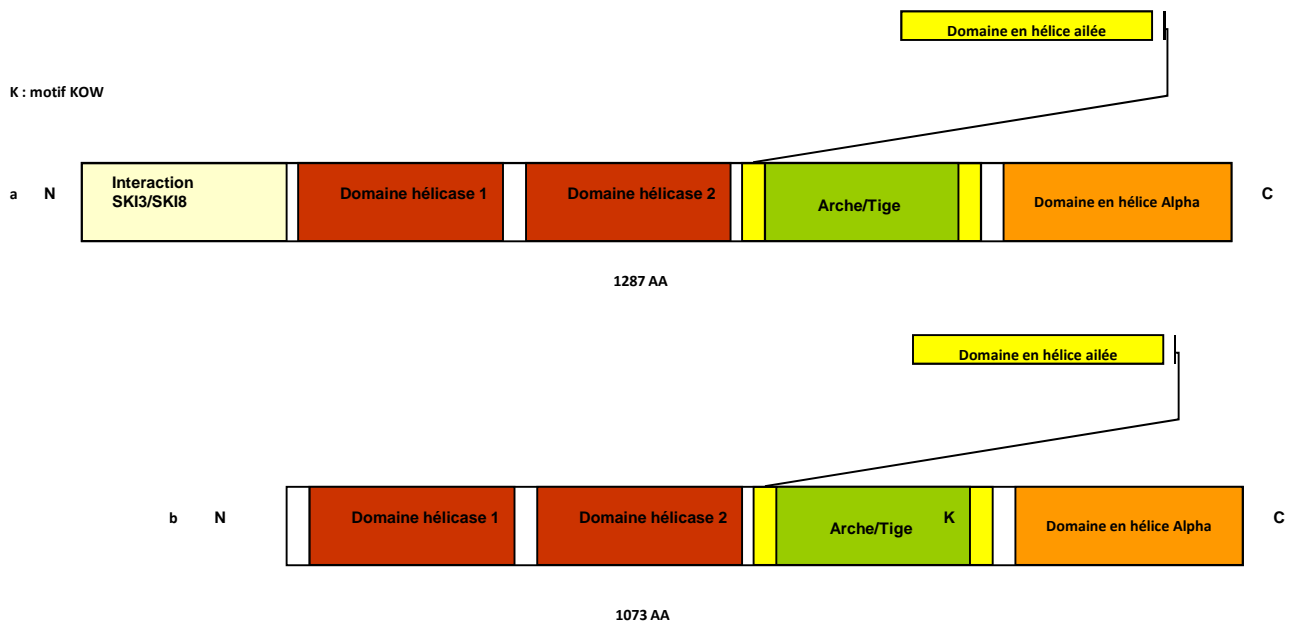 Domaine en hélice ailée
K : motif KOW
a N
Interaction
SKI3/SKI8
Domaine hélicase 1
Domaine hélicase 2
Arche/Tige
Domaine en hélice Alpha
C
1287 AA
Domaine en hélice ailée
b N
Domaine hélicase 1
Domaine hélicase 2
Arche/Tige
K
Domaine en hélice Alpha
C
1073 AA